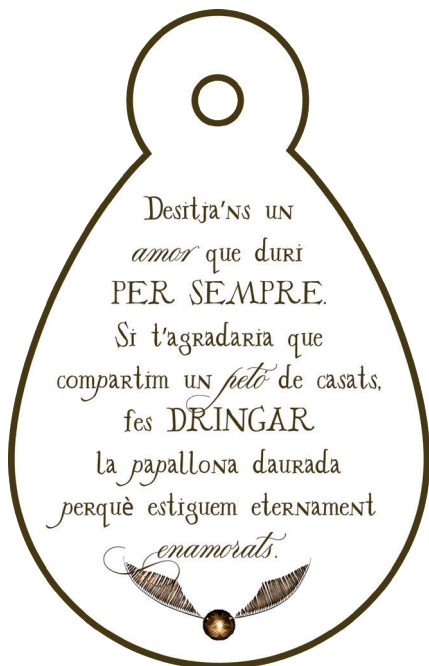 Desitja'ns un
amor que duri
PER SEMPRE.
Si t'agradaria que
compartim un petó de casats,
fes DRINGAR
la papallona daurada
perquè estiguem eternament
enamorats.